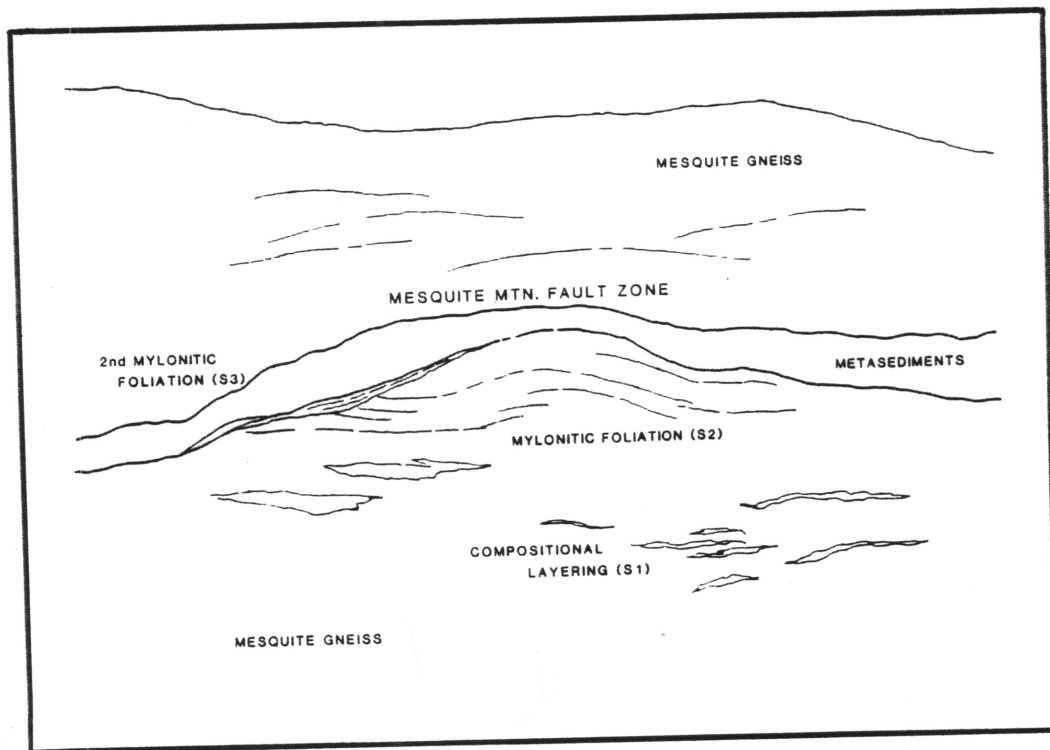 MESQUITE GNEISS
MESQUITE MTN. FAULT ZONE
2nd MYLONITIC
FOLIATION (S3)
METASEDIMENTS
MYLONITIC FOLIATION (S2)
COMPOSITIONAL
LAYERING (S1)
MESQUITE GNEISS